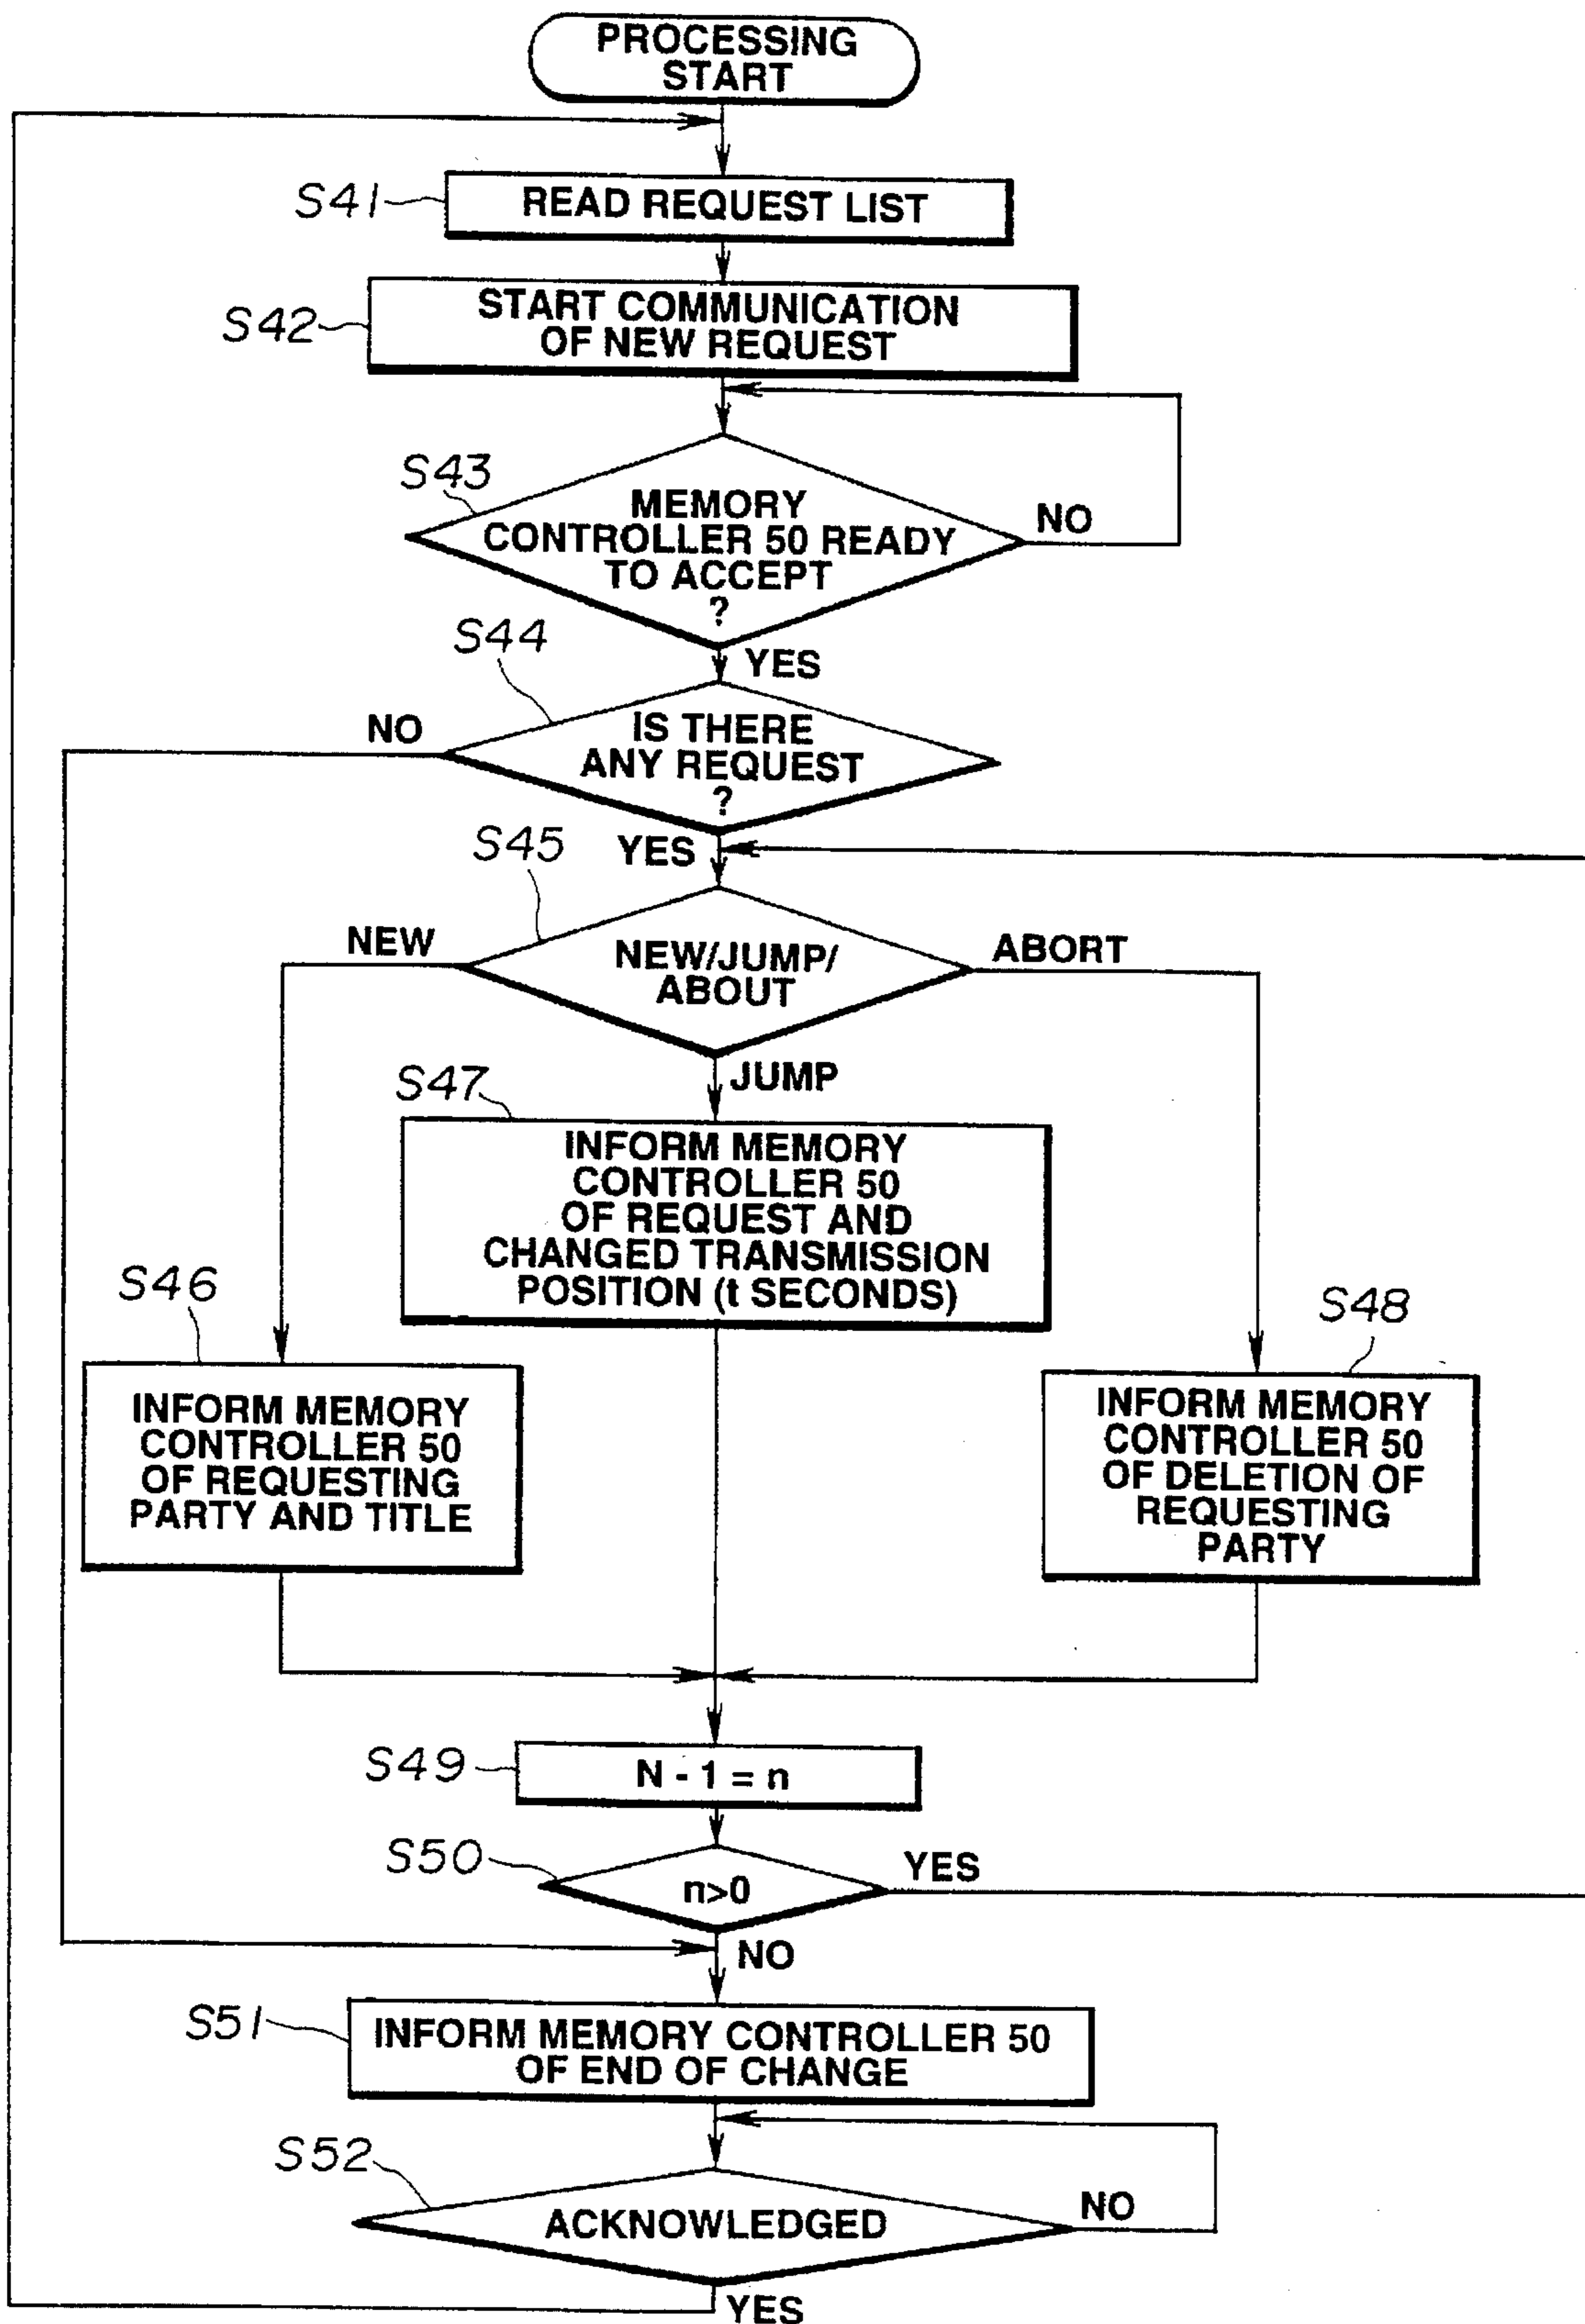 PROCESSING
START
S41
READ REQUEST LIST
S42
START COMMUNICATION
OF NEW REQUEST
S43
MEMORY
CONTROLLER 50 READY
TO ACCEPT
?
NO
YES
S44
IS THERE
ANY REQUEST
?
NO
YES
S45
NEW/JUMP/
ABOUT
NEW
ABORT
JUMP
S47
INFORM MEMORY
CONTROLLER 50
OF REQUEST AND
CHANGED TRANSMISSION
POSITION (t SECONDS)
S46
INFORM MEMORY
CONTROLLER 50
OF REQUESTING
PARTY AND TITLE
S48
INFORM MEMORY
CONTROLLER 50
OF DELETION OF
REQUESTING
PARTY
S49
N - 1 = n
S50
n>0
YES
NO
S51
INFORM MEMORY CONTROLLER 50
OF END OF CHANGE
S52
ACKNOWLEDGED
NO
YES